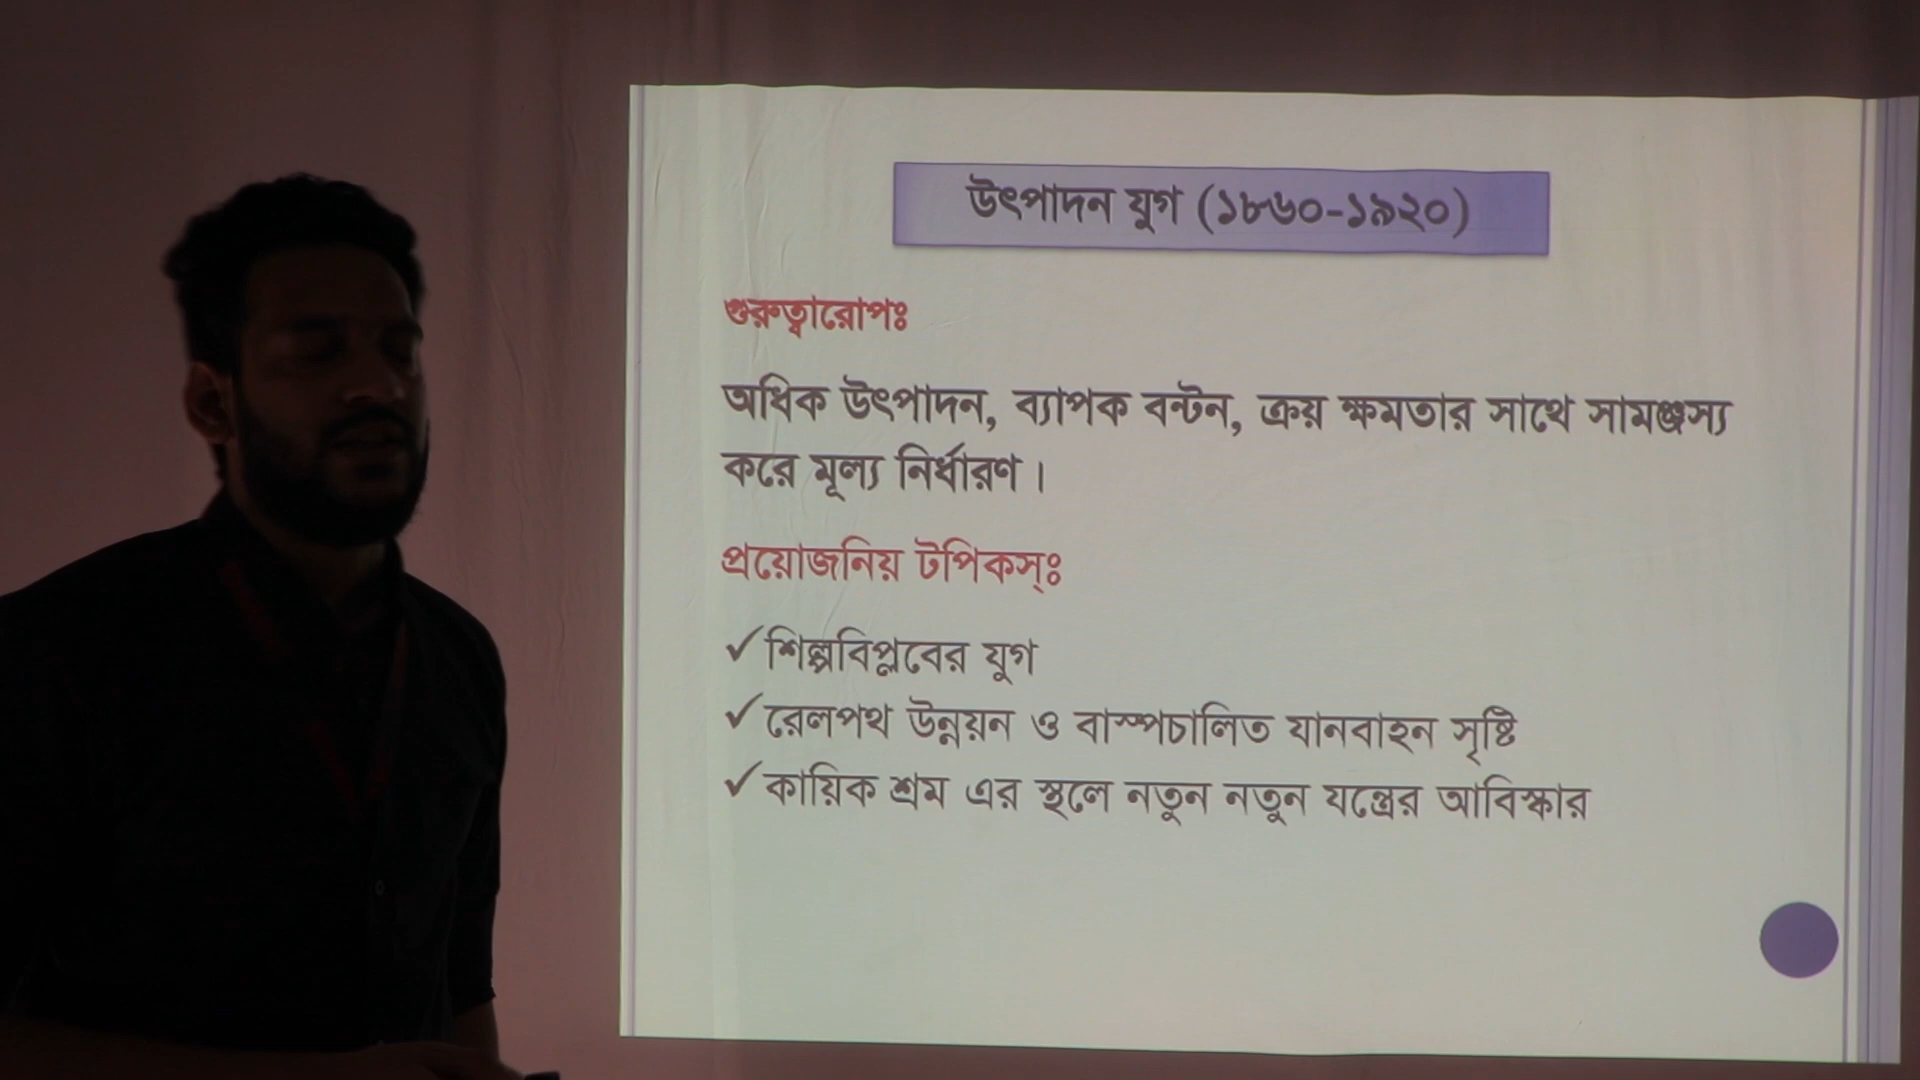 উৎপাদন যুগ (১৮৬০-১৯২০)
গুরুত্বারোপঃ
অধিক উৎপাদন, ব্যাপক বন্টন, ক্রয় ক্ষমতার সাথে সামঞ্জস্য
করে মূল্য নির্ধারণ।
প্রয়োজনিয় টপিকস্ঃ
✓ শিল্পবিপ্লবের যুগ
✓ রেলপথ উন্নয়ন ও বাস্পচালিত যানবাহন সৃষ্টি
✓ কায়িক শ্রম এর স্থলে নতুন নতুন যন্ত্রের আবিস্কার